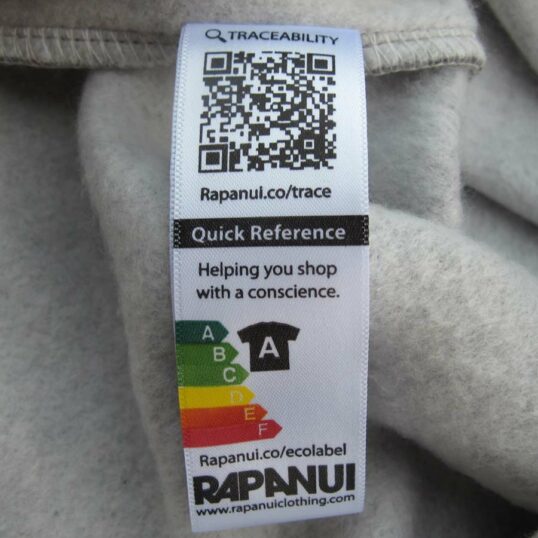 TRACEABILITY
Rapanui.co/trace
Quick Reference
Helping you shop
with a conscience.
A
A
B
C
D
E
F
Rapanui.co/ecolabel
RAPANUI
www.rapanuiclothing.com